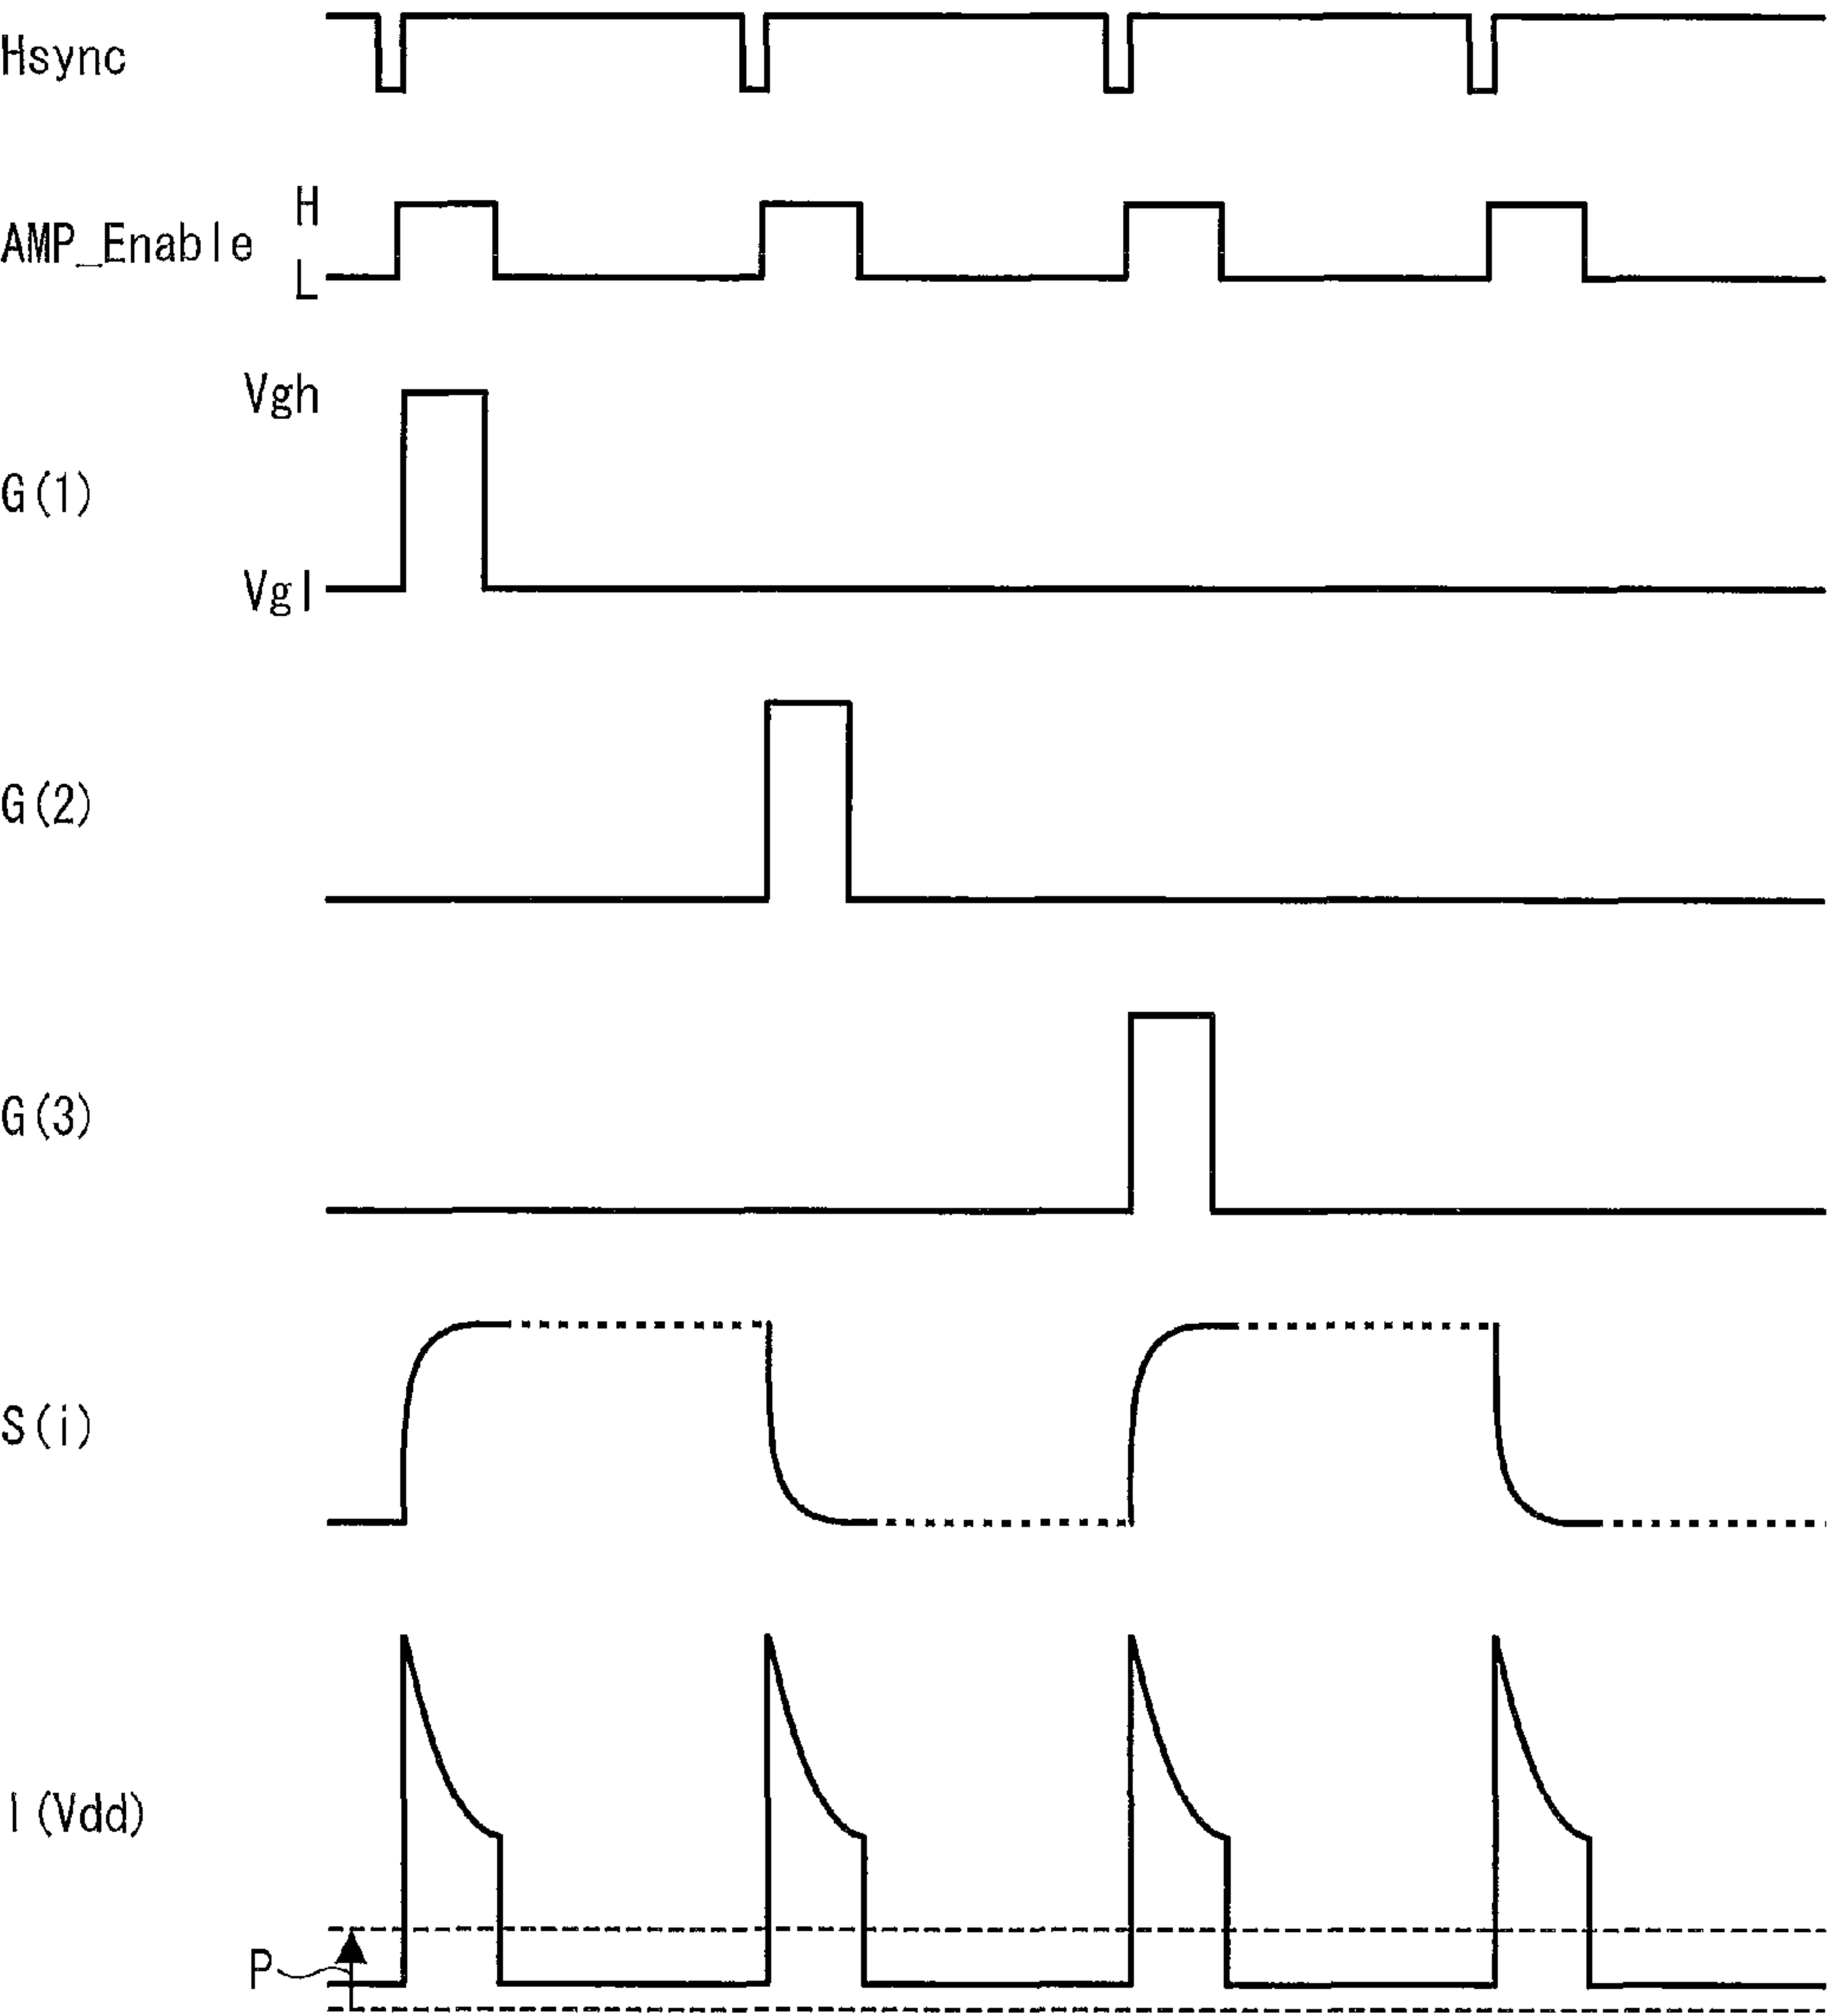 Hsync
H
AMP_Enable
L
Vgh
G(1)
Vgl
G(2)
G(3)
S(i)
I(Vdd)
P